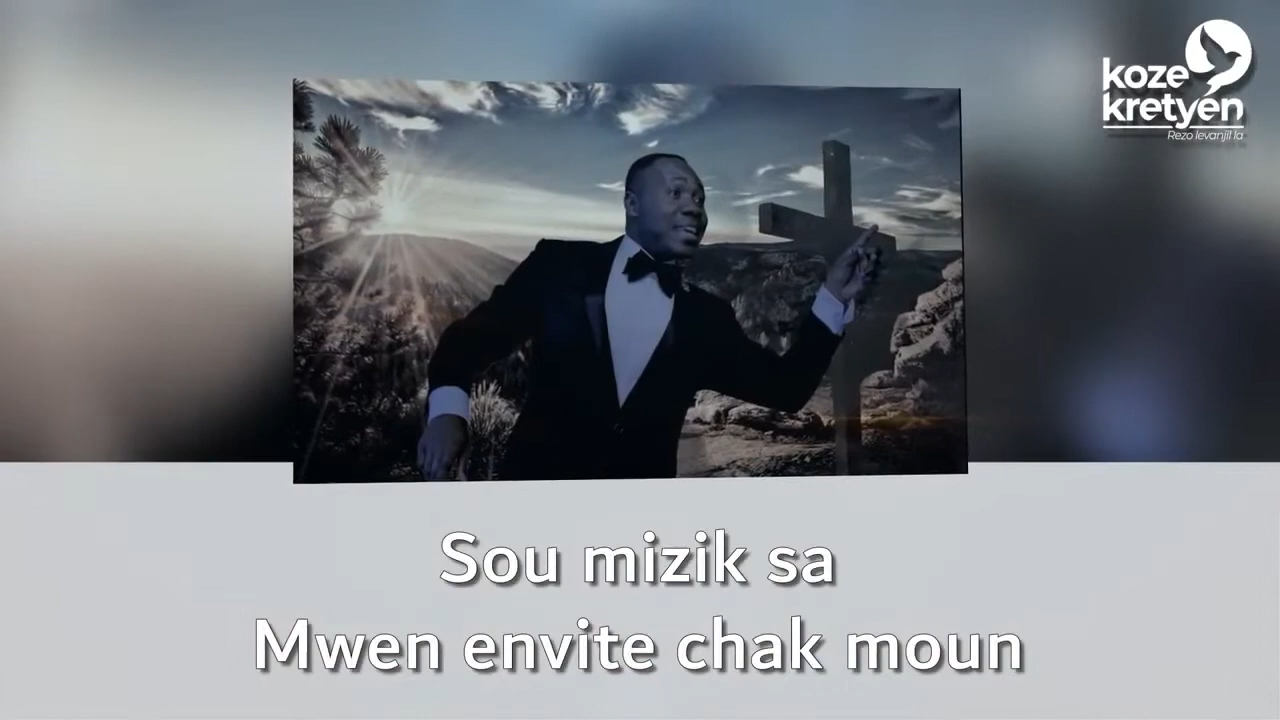 koze
kretyen
Rezo levanjil la
Sou mizik sa
Mwen envite chak moun